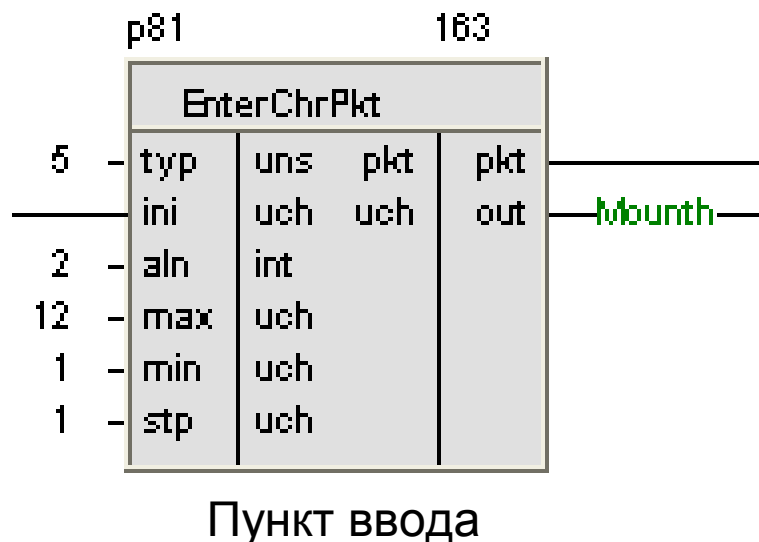 p81 163
EnterChrPkt
5 typ uns pkt pkt
ini uch uch out Mounth
2 aln int
12 max uch
1 min uch
1 stp uch
Пункт ввода